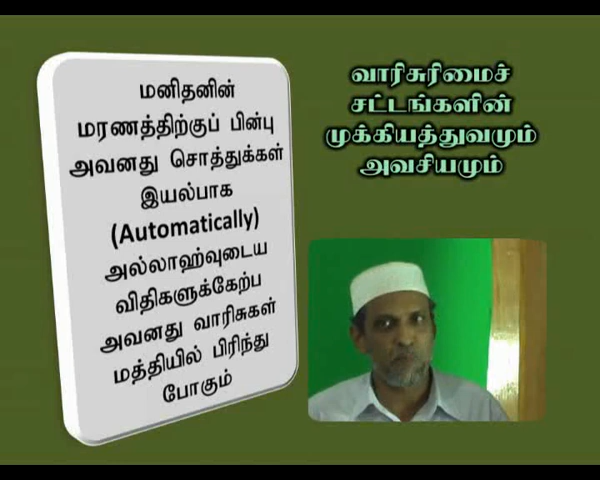 மனிதனின்
மரணத்திற்குப் பின்பு
அவனது சொத்துக்கள்
இயல்பாக
(Automatically)
அல்லாஹ்வுடைய
விதிகளுக்கேற்ப
அவனது வாரிசுகள்
மத்தியில் பிரிந்து
போகும்
வாரிசுரிமைச்
சட்டங்களின்
முக்கியத்துவமும்
அவசியமும்